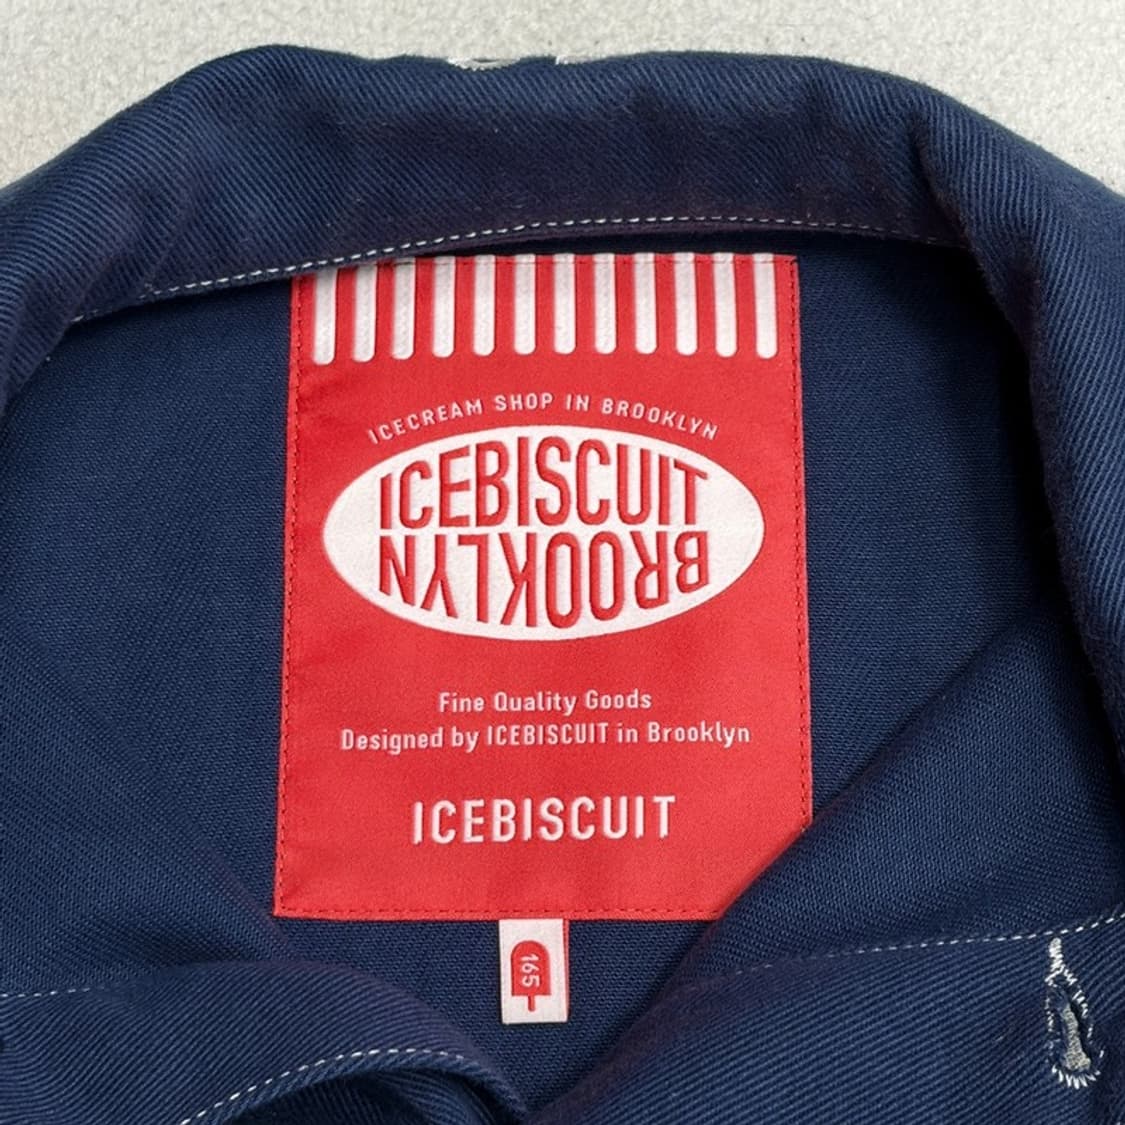 ICECREAM SHOP IN BROOKLYN
ICEBISCUIT
BROOKLYN
Fine Quality Goods
Designed by ICEBISCUIT in Brooklyn
ICEBISCUIT
165